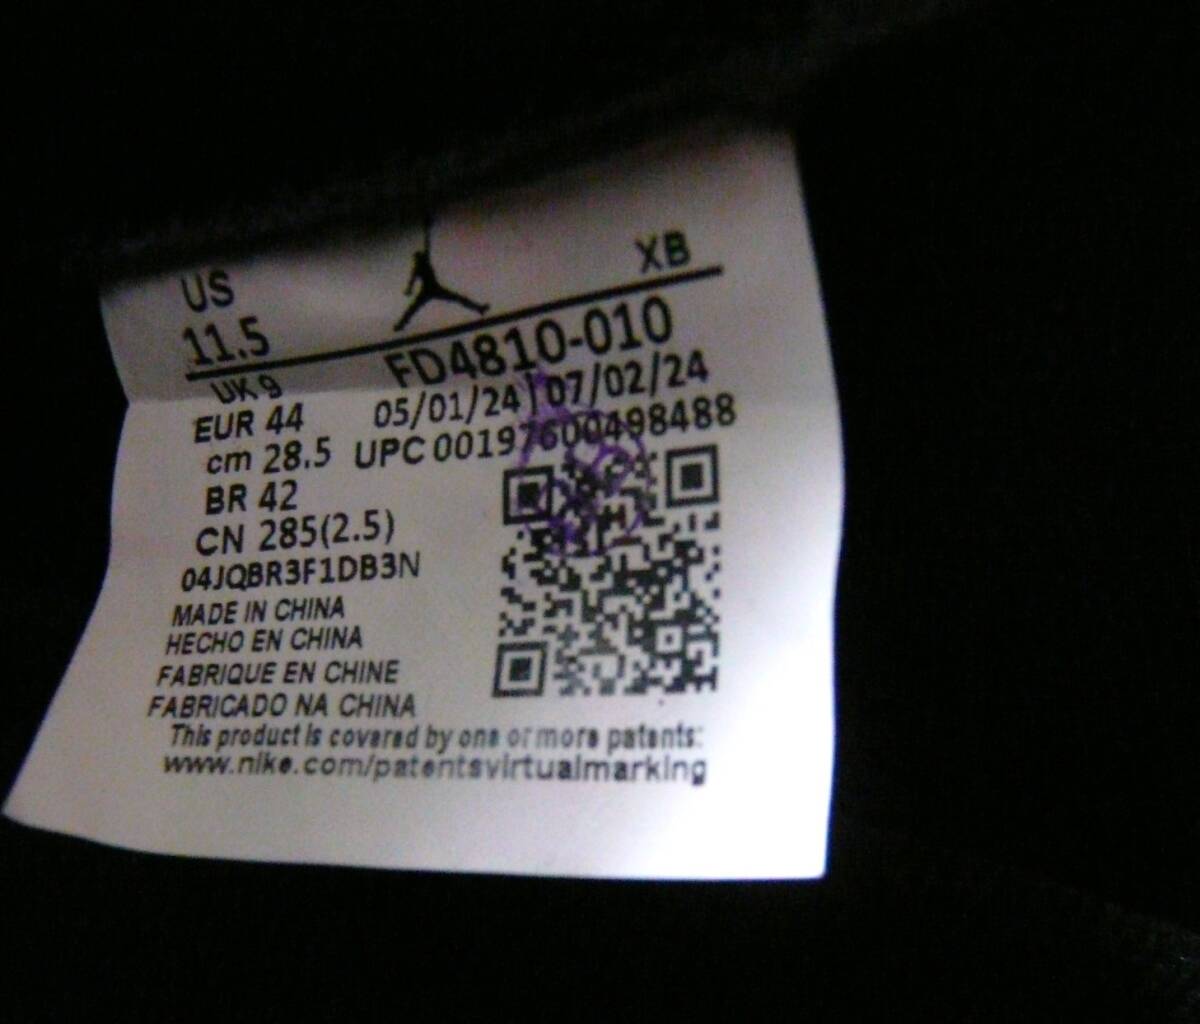 US XB
11.5
FD4810-010
UK 9
05/01/24 07/02/24
EUR 44
UPC 00197600498488
cm 28.5
BR 42
CN 285(2.5)
04JQBR3F1DB3N
MADE IN CHINA
HECHO EN CHINA
FABRIQUE EN CHINE
FABRICADO NA CHINA
This product is covered by one or more patents:
www.nike.com/patentsvirtualmarking